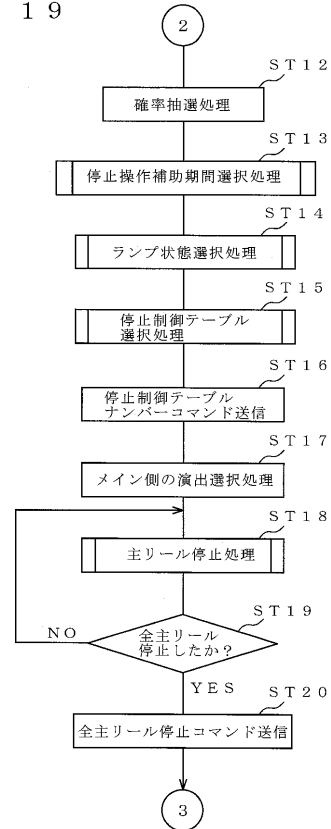 19
2
ST12
確率抽選処理
ST13
停止操作補助期間選択処理
ST14
ランプ状態選択処理
ST15
停止制御テーブル
選択処理
ST16
停止制御テーブル
ナンバーコマンド送信
ST17
メイン側の演出選択処理
ST18
主リール停止処理
ST19
全主リール
停止したか？
NO
YES
ST20
全主リール停止コマンド送信
3